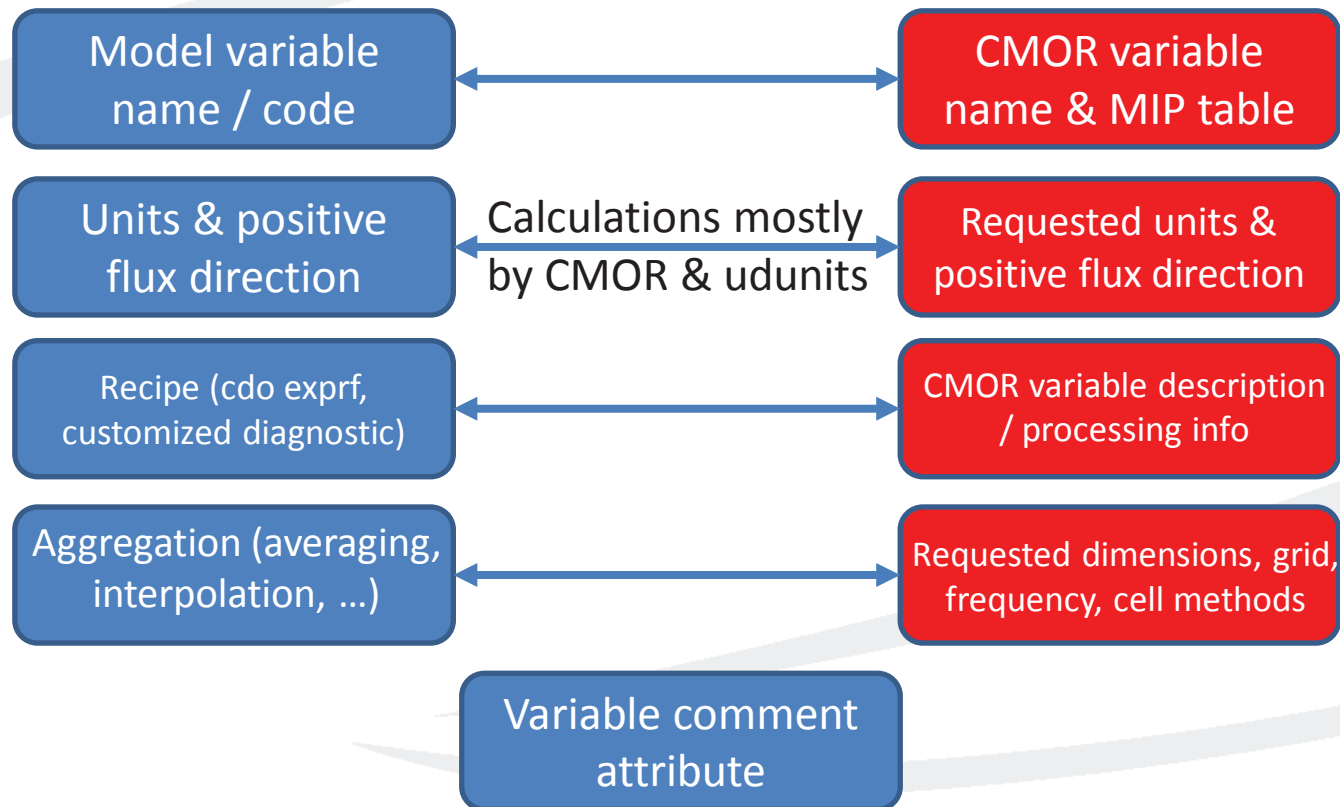 Model variable
name / code
CMOR variable
name & MIP table
Units & positive
flux direction
Calculations mostly
by CMOR & udunits
Requested units &
positive flux direction
Recipe (cdo exprf,
customized diagnostic)
CMOR variable description
/ processing info
Aggregation (averaging,
interpolation, …)
Requested dimensions, grid,
frequency, cell methods
Variable comment
attribute